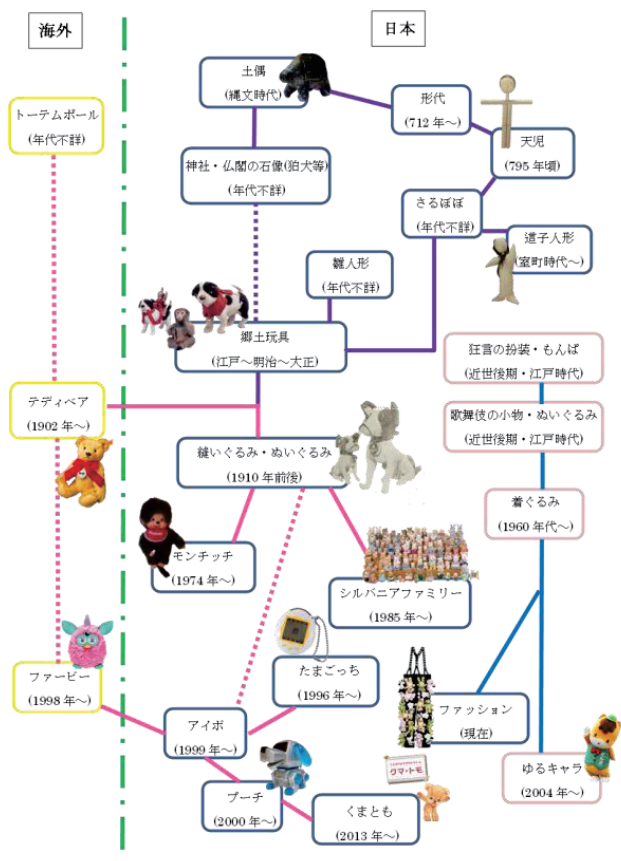 海外
日本
土偶
(縄文時代)
形代
(712年～)
トーテムポール
(年代不詳)
天児
(795年頃)
神社・仏閣の石像(狛犬等)
(年代不詳)
さるぼぼ
(年代不詳)
這子人形
(室町時代～)
雛人形
(年代不詳)
郷土玩具
(江戸～明治～大正)
狂言の扮装・もんぱ
(近世後期・江戸時代)
テディベア
(1902年～)
歌舞伎の小物・ぬいぐるみ
(近世後期・江戸時代)
縫いぐるみ・ぬいぐるみ
(1910年前後)
着ぐるみ
(1960年代～)
モンチッチ
(1974年～)
シルバニアファミリー
(1985年～)
ファービー
(1998年～)
たまごっち
(1996年～)
アイボ
(1999年～)
ファッション
(現在)
クマ・トモ
ゆるキャラ
(2004年～)
プーチ
(2000年～)
くまとも
(2013年～)